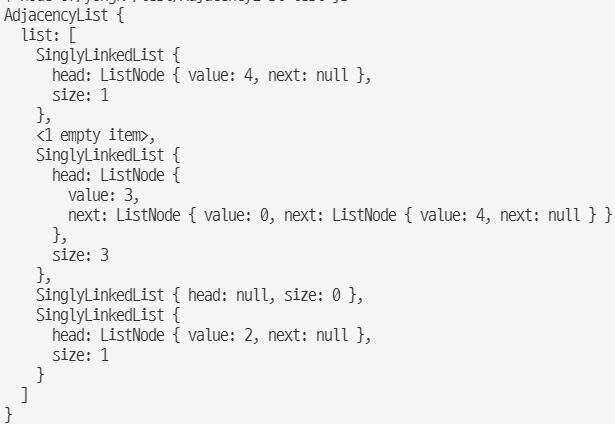 AdjacencyList {
  list: [
    SinglyLinkedList {
      head: ListNode { value: 4, next: null },
      size: 1
    },
    <1 empty item>,
    SinglyLinkedList {
      head: ListNode {
        value: 3,
        next: ListNode { value: 0, next: ListNode { value: 4, next: null } }
      },
      size: 3
    },
    SinglyLinkedList { head: null, size: 0 },
    SinglyLinkedList {
      head: ListNode { value: 2, next: null },
      size: 1
    }
  ]
}